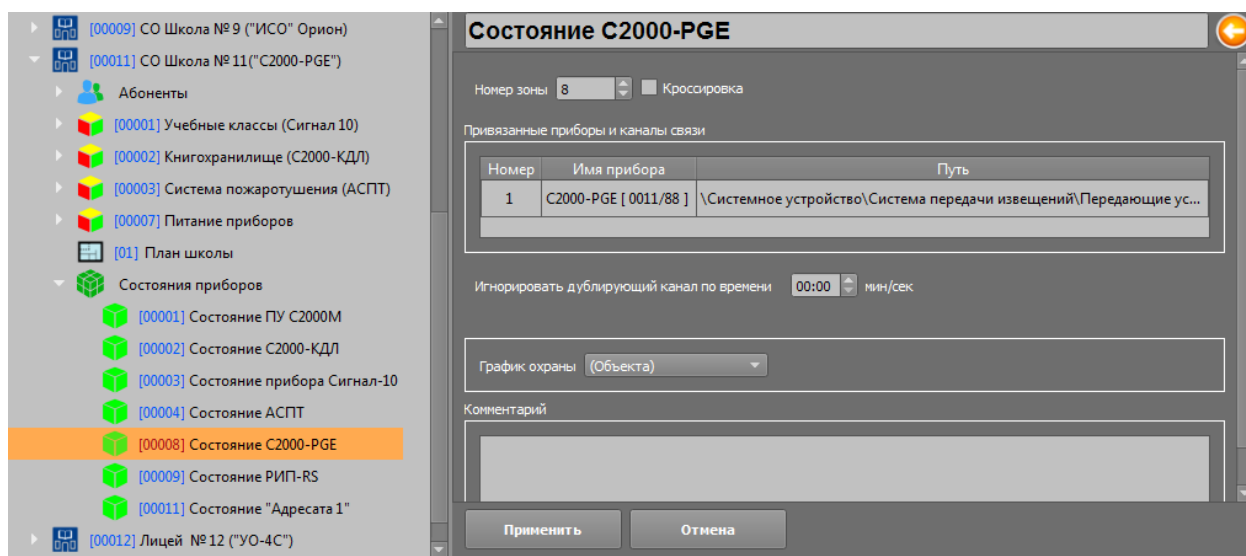 [00009] СО Школа № 9 ("ИСО" Орион)
[00011] СО Школа № 11("С2000-PGE")
Абоненты
[00001] Учебные классы (Сигнал 10)
[00002] Книгохранилище (С2000-КДЛ)
[00003] Система пожаротушения (АСПТ)
[00007] Питание приборов
[01] План школы
Состояния приборов
[00001] Состояние ПУ С2000М
[00002] Состояние С2000-КДЛ
[00003] Состояние прибора Сигнал-10
[00004] Состояние АСПТ
[00008] Состояние С2000-PGE
[00009] Состояние РИП-RS
[00011] Состояние "Адресата 1"
[00012] Лицей № 12 ("УО-4С")
Состояние С2000-PGE
Номер зоны 8 Кроссировка
Привязанные приборы и каналы связи
Номер Имя прибора Путь
1 С2000-PGE [ 0011/88 ] \Системное устройство\Система передачи извещений\Передающие ус...
Игнорировать дублирующий канал по времени 00:00 мин/сек
График охраны (Объекта)
Комментарий
Применить Отмена